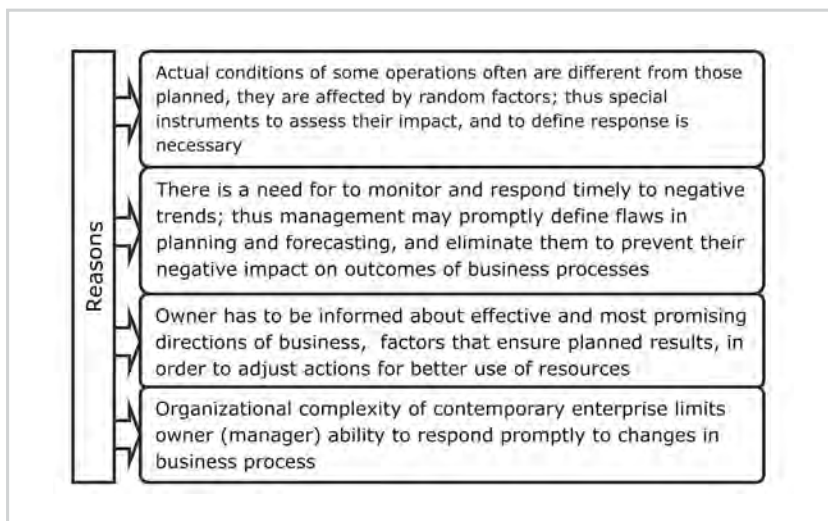 Reasons
Actual conditions of some operations often are different from those
planned, they are affected by random factors; thus special
instruments to assess their impact, and to define response is
necessary
There is a need for to monitor and respond timely to negative
trends; thus management may promptly define flaws in
planning and forecasting, and eliminate them to prevent their
negative impact on outcomes of business processes
Owner has to be informed about effective and most promising
directions of business, factors that ensure planned results, in
order to adjust actions for better use of resources
Organizational complexity of contemporary enterprise limits
owner (manager) ability to respond promptly to changes in
business process